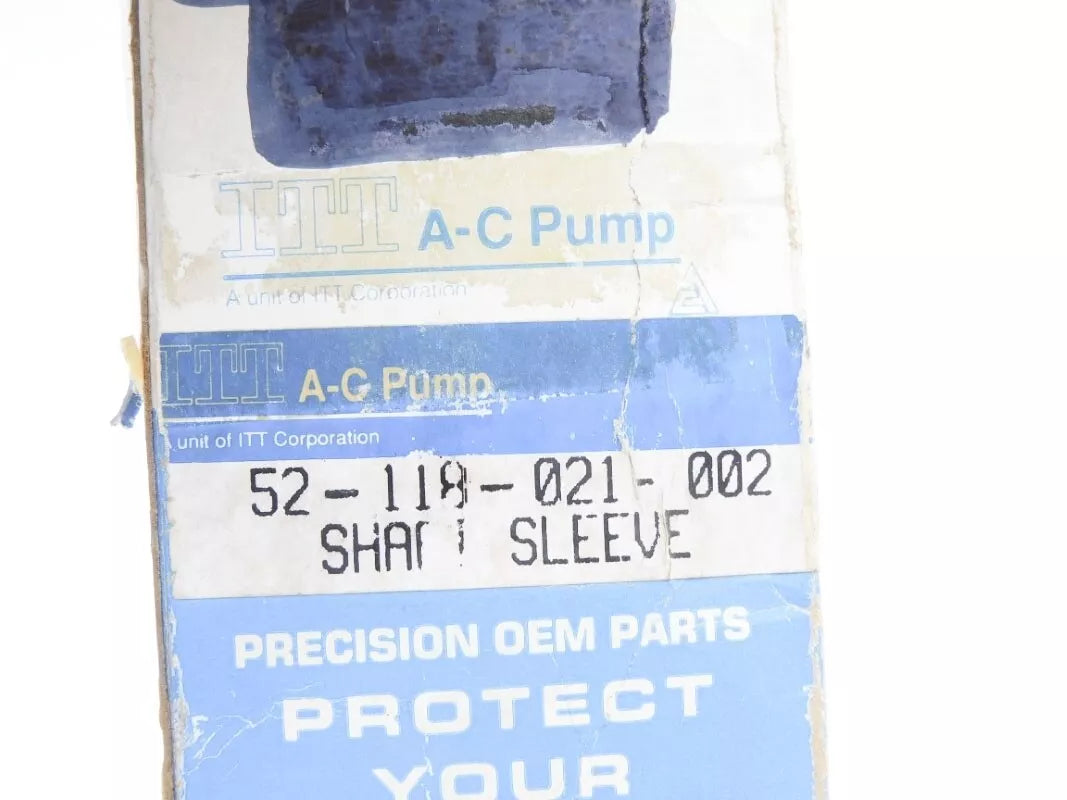 ITT A-C Pump
A unit of ITT Corporation
ITT A-C Pump
A unit of ITT Corporation
52-118-021-002
SHAFT SLEEVE
PRECISION OEM PARTS
PROTECT
YOUR